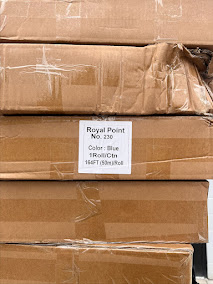 Royal Point
No. 230
Color : Blue
1Roll/Ctn
164FT (50m)/Roll